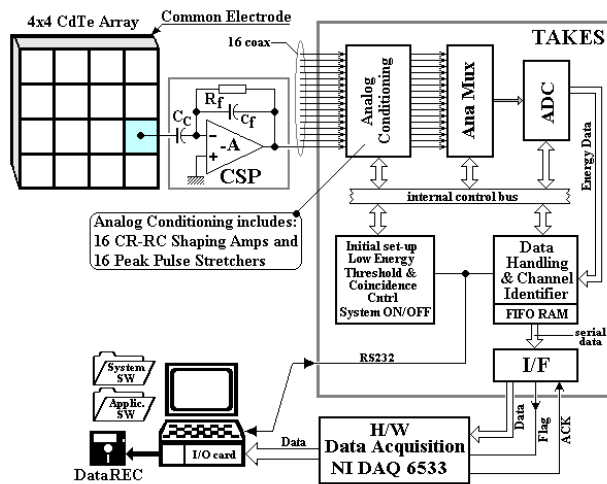 4x4 CdTe Array
Common Electrode
16 coax
TAKES
Rf
Cc
Cf
-A
−
+
CSP
Analog
Conditioning
Ana Mux
ADC
Energy Data
internal control bus
Analog Conditioning includes:
16 CR-RC Shaping Amps and
16 Peak Pulse Stretchers
Initial set-up
Low Energy
Threshold &
Coincidence
Cntrl
System ON/OFF
Data
Handling
& Channel
Identifier
FIFO RAM
serial
data
RS232
I/F
System
SW
Applic.
SW
Data
Flag
ACK
I/O card
DataREC
Data
H/W
Data Acquisition
NI DAQ 6533